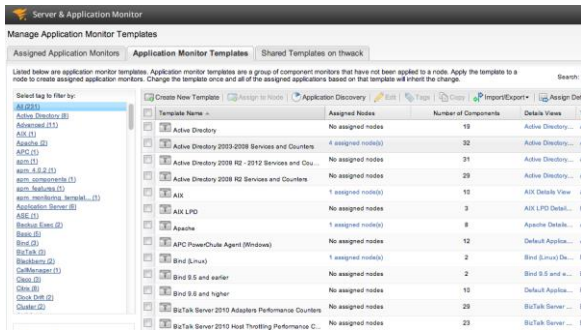 Server & Application Monitor
Manage Application Monitor Templates
Assigned Application Monitors
Application Monitor Templates
Shared Templates on thwack
Listed below are application monitor templates. Application monitor templates are a group of component monitors that have not been applied to a node. Apply the template to a
node to create assigned application monitors. Change the template once and all of the assigned applications based on that template will inherit the change.
Search:
Select tag to filter by:
All (231)
Active Directory (8)
Advanced (11)
AIX (1)
Apache (2)
APC (1)
apm (1)
apm_4.0.2 (1)
apm_components (1)
apm_features (1)
apm_monitoring_templat... (1)
Application Server (6)
ASE (1)
Backup Exec (2)
Basic (5)
Bind (3)
BizTalk (3)
Blackberry (2)
CallManager (1)
Cisco (3)
Citrix (8)
Clock Drift (2)
Cluster (2)
Create New Template
Assign to Node
Application Discovery
Edit
Tags
Copy
Import/Export
Assign Det
Template Name
Assigned Nodes
Number of Components
Details Views
Active Directory No assigned nodes 13 Active Directory...
Active Directory 2003-2008 Services and Counters 4 assigned node(s) 32 Active Directory...
Active Directory 2008 R2 - 2012 Services and Cou... No assigned nodes 31 Active Directory...
Active Directory 2008 R2 Services and Counters No assigned nodes 29 Active Directory...
AIX 1 assigned node(s) 10 AIX Details View
AIX LPD No assigned nodes 3 AIX LPD Detail...
Apache 1 assigned node(s) 8 Apache Details...
APC PowerChute Agent (Windows) No assigned nodes 12 Default Applica...
Bind (Linux) 1 assigned node(s) 2 Bind (Linux) De...
Bind 9.5 and earlier No assigned nodes 2 Bind 9.5 and e...
Bind 9.6 and higher No assigned nodes 10 Default Applica...
BizTalk Server 2010 Adapters Performance Counters No assigned nodes 29 BizTalk Server ...
BizTalk Server 2010 Host Throttling Performance C... No assigned nodes 23 BizTalk Server ...